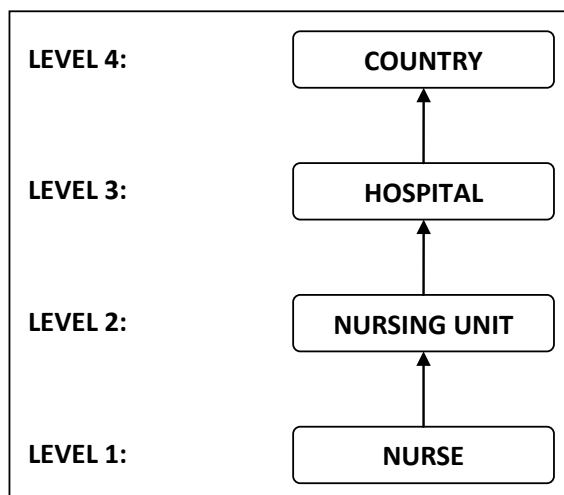 LEVEL 4: COUNTRY
LEVEL 3: HOSPITAL
LEVEL 2: NURSING UNIT
LEVEL 1: NURSE